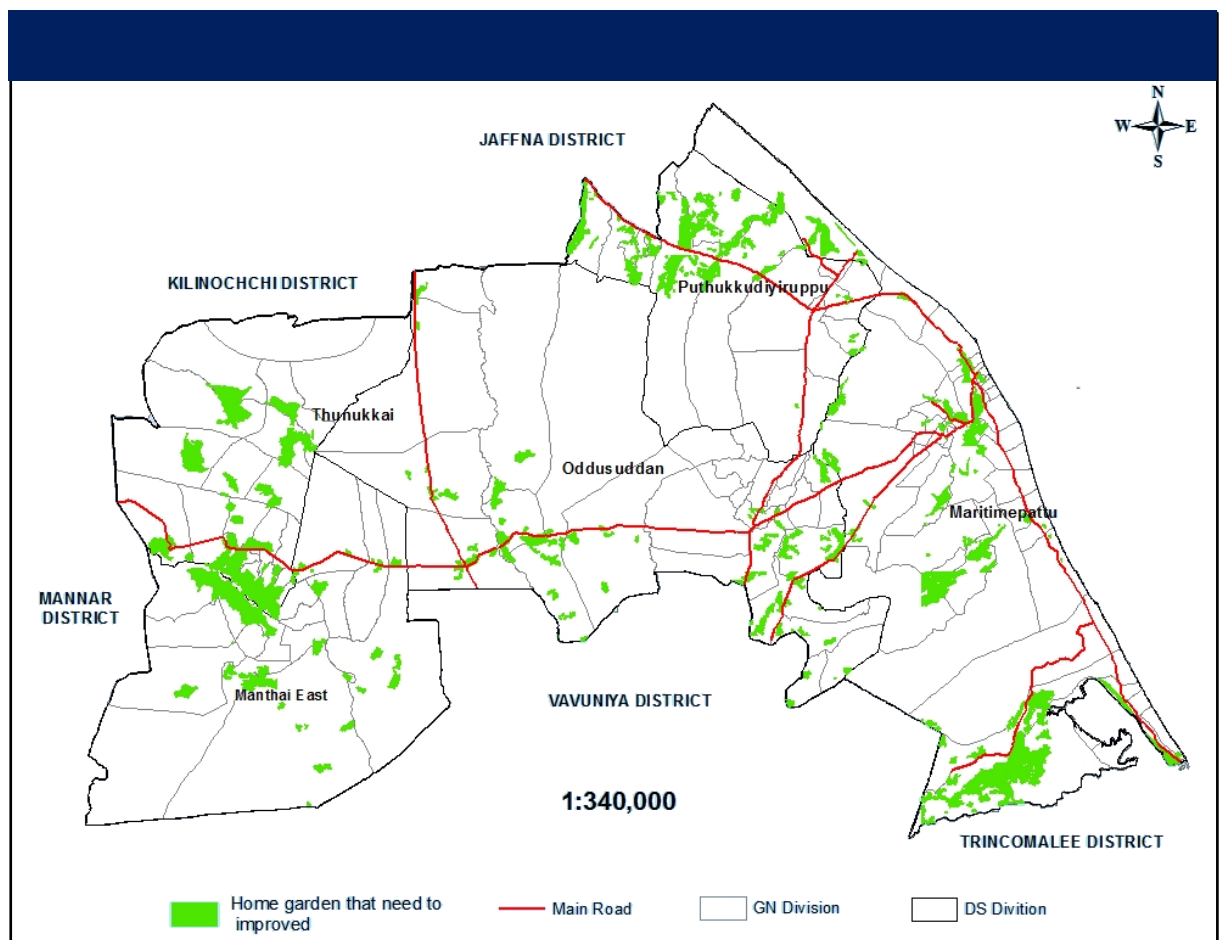 N
W E
S
JAFFNA DISTRICT
KILINOCHCHI DISTRICT
Puthukkudiyiruppu
Thunukkai
Oddusuddan
Maritimepattu
MANNAR
DISTRICT
Manthai East
VAVUNIYA DISTRICT
1:340,000
TRINCOMALEE DISTRICT
Home garden that need to
improved
Main Road
GN Division
DS Divition